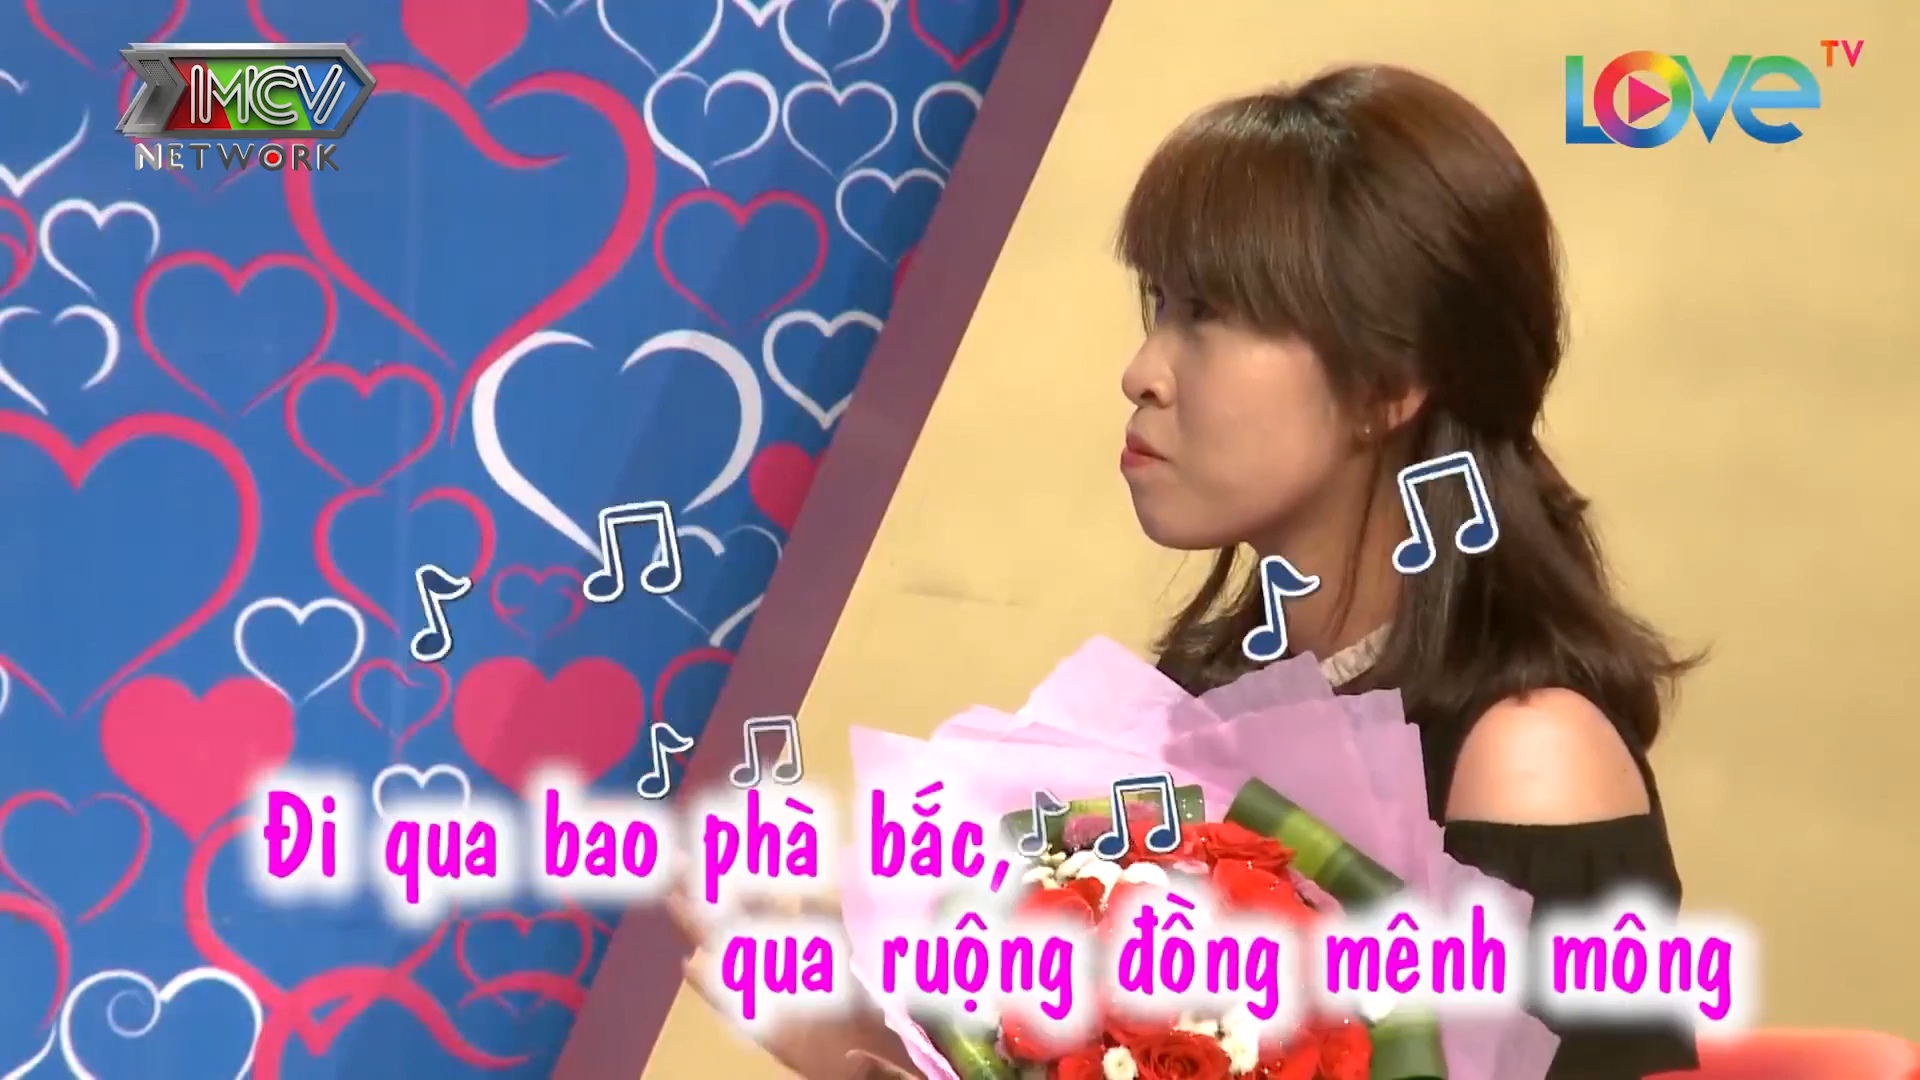 MCV
NETWORK
LOVE TV
Đi qua bao phà bắc,
qua ruộng đồng mênh mông